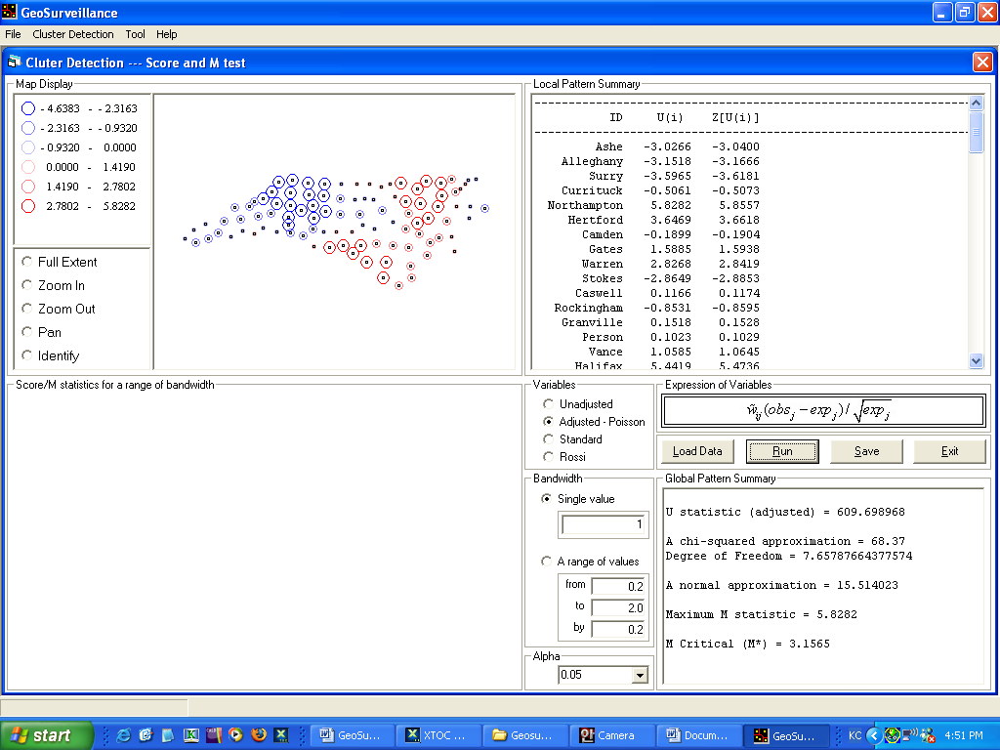 GeoSurveillance
File Cluster Detection Tool Help
Cluter Detection --- Score and M test
Map Display
- 4.6383 - - 2.3163
- 2.3163 - - 0.9320
- 0.9320 - 0.0000
0.0000 - 1.4190
1.4190 - 2.7802
2.7802 - 5.8282
Full Extent
Zoom In
Zoom Out
Pan
Identify
Local Pattern Summary
ID U(i) Z[U(i)]
Ashe -3.0266 -3.0400
Alleghany -3.1518 -3.1666
Surry -3.5965 -3.6181
Currituck -0.5061 -0.5073
Northampton 5.8282 5.8557
Hertford 3.6469 3.6618
Camden -0.1899 -0.1904
Gates 1.5885 1.5938
Warren 2.8268 2.8419
Stokes -2.8649 -2.8853
Caswell 0.1166 0.1174
Rockingham -0.8531 -0.8595
Granville 0.1518 0.1528
Person 0.1023 0.1029
Vance 1.0585 1.0645
Halifax 5.4419 5.4736
Score/M statistics for a range of bandwidth
Variables
Unadjusted
Adjusted - Poisson
Standard
Rossi
Expression of Variables
w̃ij(obsj − expj)/√expj
Load Data Run Save Exit
Bandwidth
Single value
1
A range of values
from 0.2
to 2.0
by 0.2
Alpha
0.05
Global Pattern Summary
U statistic (adjusted) = 609.698968
A chi-squared approximation = 68.37
Degree of Freedom = 7.65787664377574
A normal approximation = 15.514023
Maximum M statistic = 5.8282
M Critical (M*) = 3.1565
start GeoSu... XTOC ... Geosu... Camera Docum... GeoSu... KC 4:51 PM